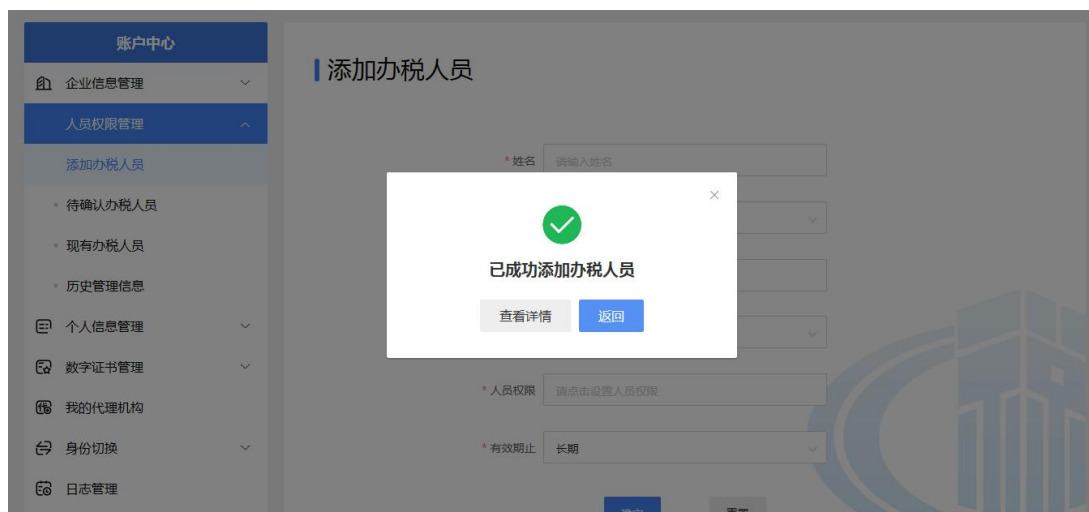 账户中心
企业信息管理
人员权限管理
添加办税人员
待确认办税人员
现有办税人员
历史管理信息
个人信息管理
数字证书管理
我的代理机构
身份切换
日志管理
添加办税人员
* 姓名 请输入姓名
已成功添加办税人员
查看详情 返回
* 人员权限 请点击设置人员权限
* 有效期止 长期